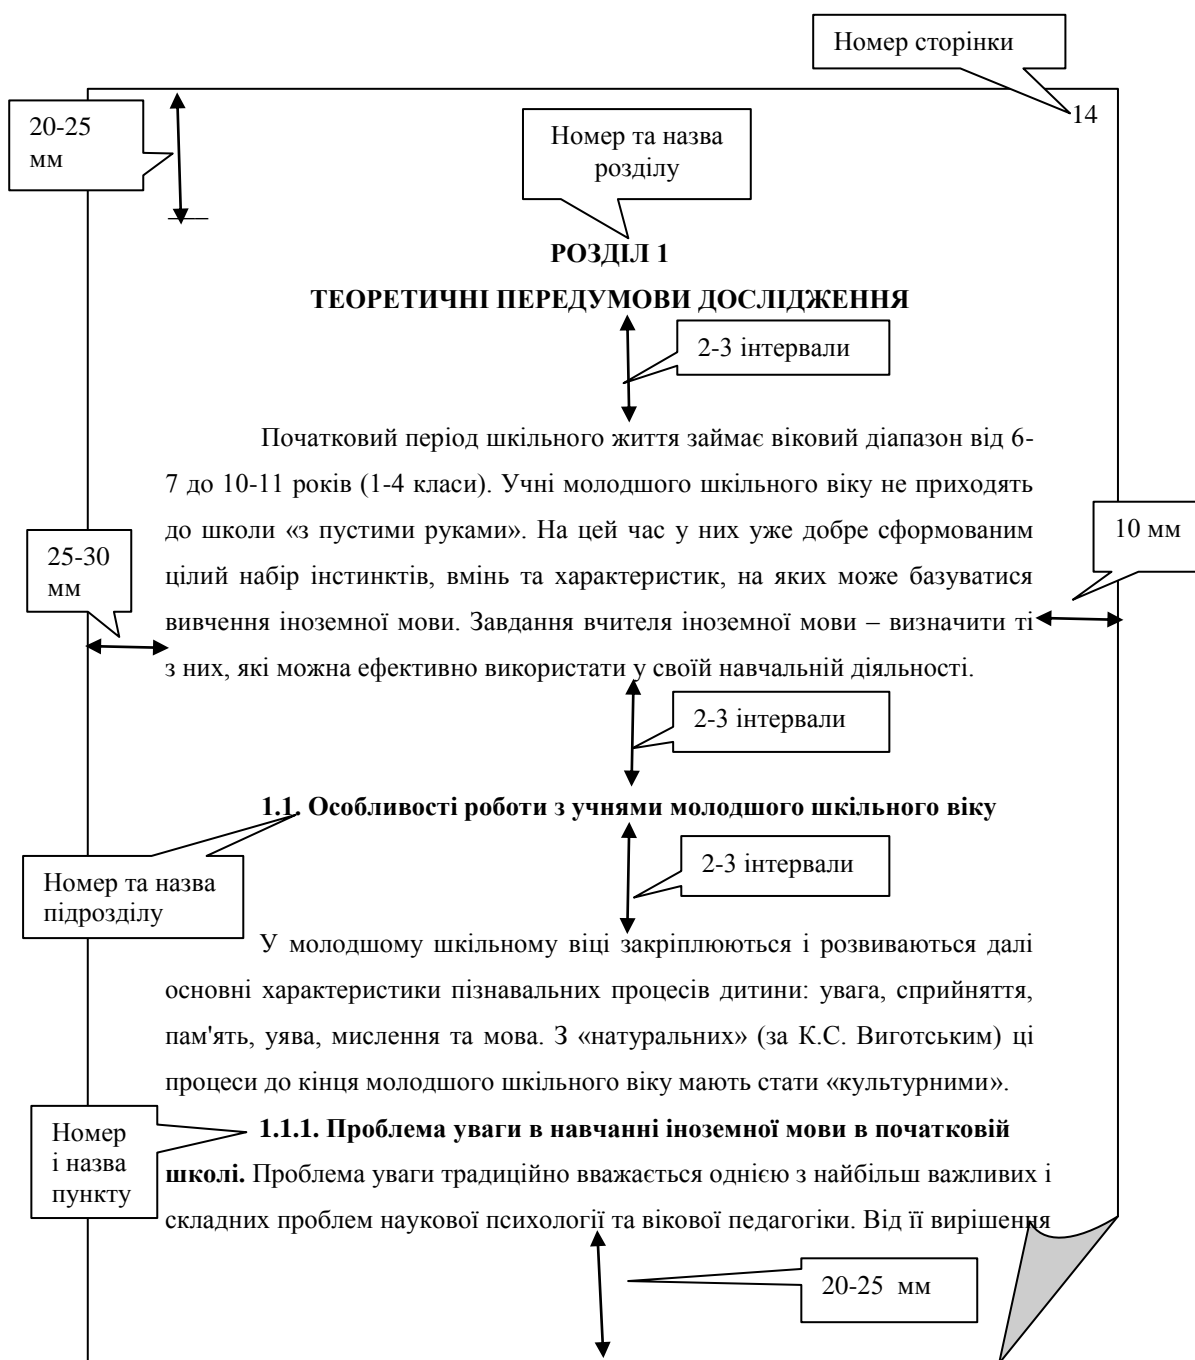 Номер сторінки
14
20-25
мм
Номер та назва
розділу
РОЗДІЛ 1
ТЕОРЕТИЧНІ ПЕРЕДУМОВИ ДОСЛІДЖЕННЯ
2-3 інтервали
Початковий період шкільного життя займає віковий діапазон від 6-
7 до 10-11 років (1-4 класи). Учні молодшого шкільного віку не приходять
до школи «з пустими руками». На цей час у них уже добре сформованим
цілий набір інстинктів, вмінь та характеристик, на яких може базуватися
вивчення іноземної мови. Завдання вчителя іноземної мови – визначити ті
з них, які можна ефективно використати у своїй навчальній діяльності.
25-30
мм
10 мм
2-3 інтервали
1.1. Особливості роботи з учнями молодшого шкільного віку
Номер та назва
підрозділу
2-3 інтервали
У молодшому шкільному віці закріплюються і розвиваються далі
основні характеристики пізнавальних процесів дитини: увага, сприйняття,
пам'ять, уява, мислення та мова. З «натуральних» (за К.С. Виготським) ці
процеси до кінця молодшого шкільного віку мають стати «культурними».
Номер
і назва
пункту
1.1.1. Проблема уваги в навчанні іноземної мови в початковій
школі. Проблема уваги традиційно вважається однією з найбільш важливих і
складних проблем наукової психології та вікової педагогіки. Від її вирішення
20-25 мм